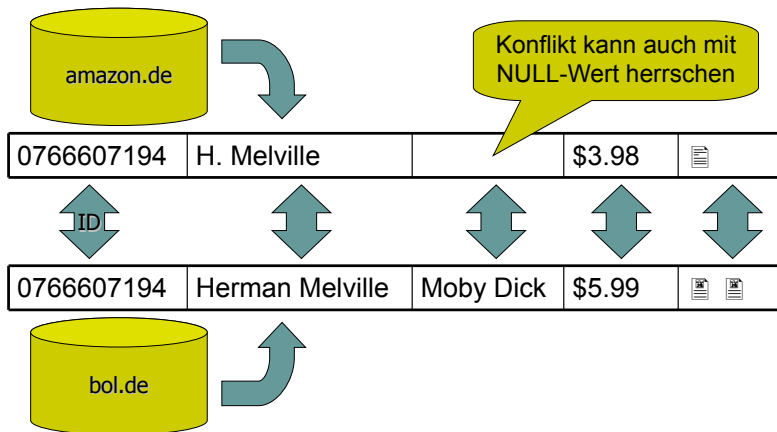 amazon.de
Konflikt kann auch mit
NULL-Wert herrschen
0766607194 H. Melville $3.98
ID
0766607194 Herman Melville Moby Dick $5.99
bol.de